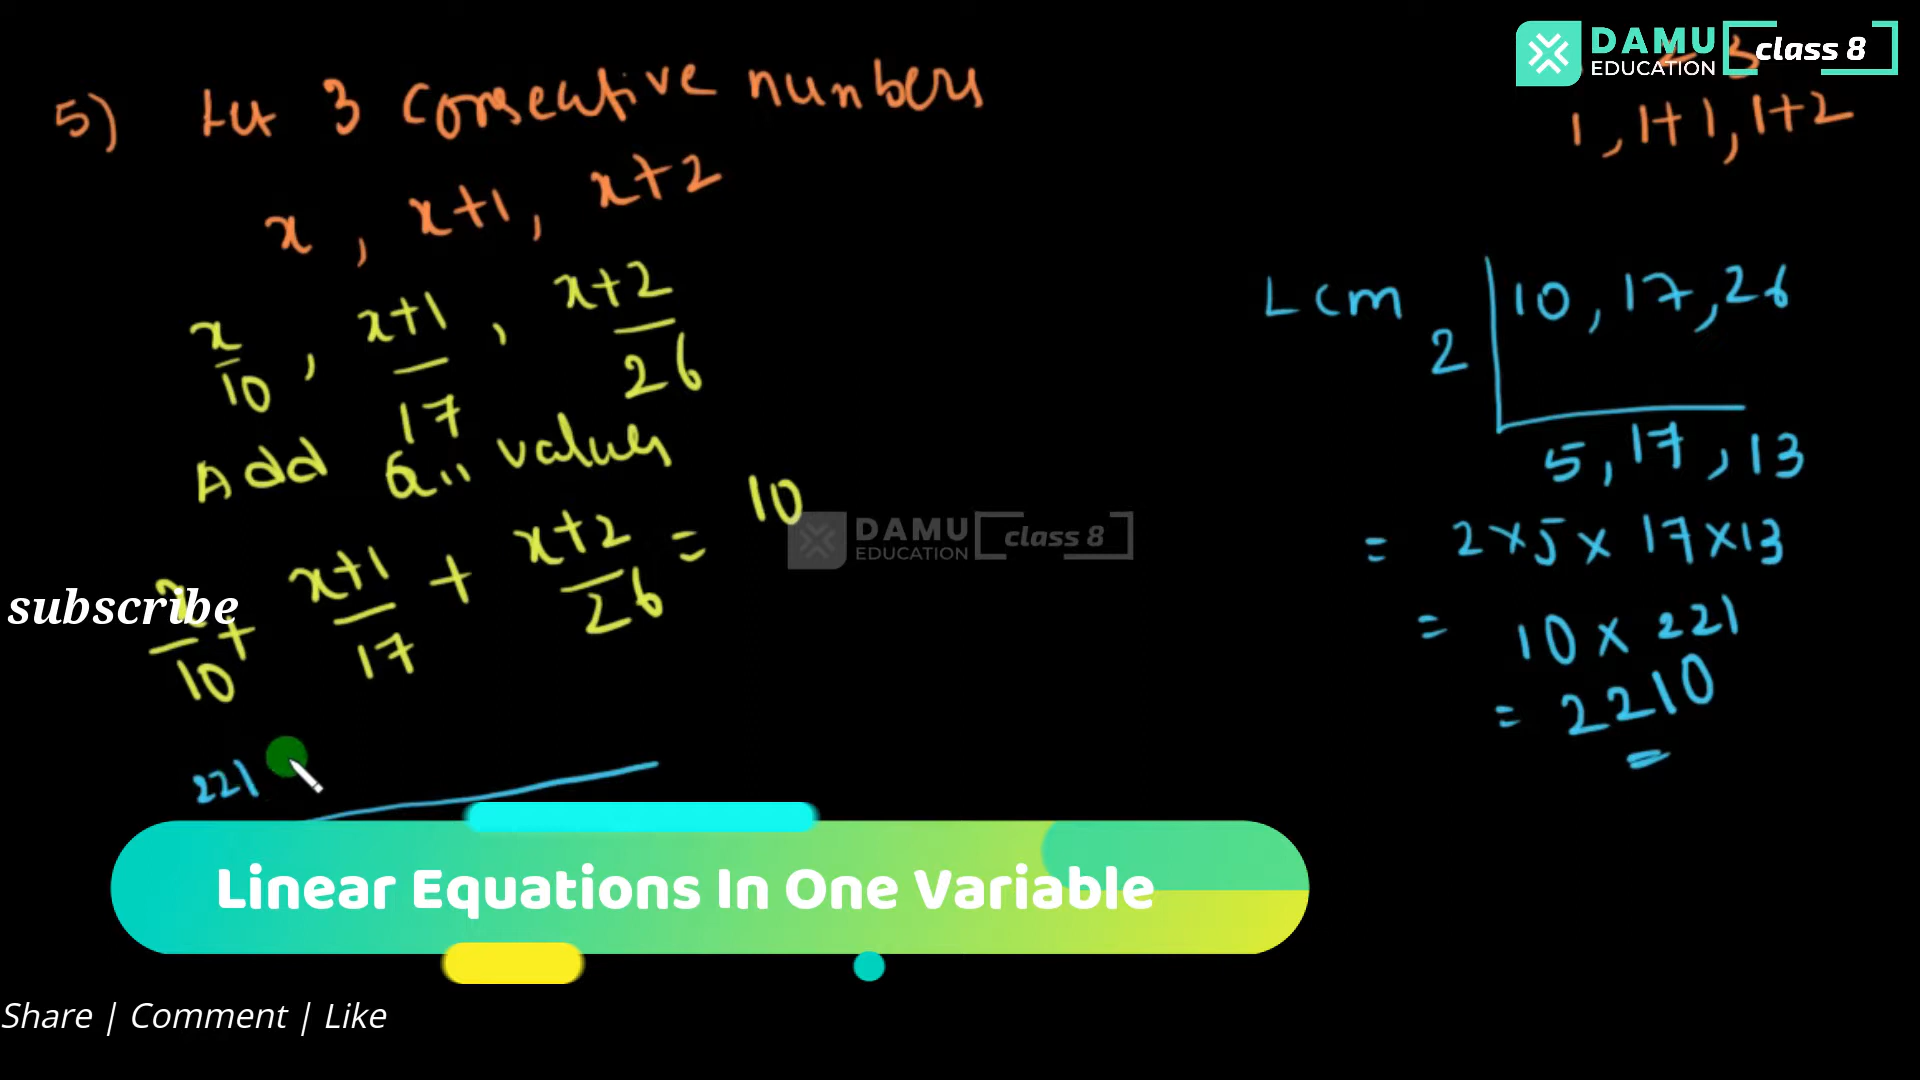 DAMU
EDUCATION
class 8
5) Let 3 consecutive numbers
1, 1+1, 1+2
x, x+1, x+2
x/10, x+1/17, x+2/26
Lcm 2 | 10, 17, 26
5, 17, 13
Add all values
x/10 + x+1/17 + x+2/26 = 10
= 2×5×17×13
= 10 × 221
= 2210
DAMU
EDUCATION
class 8
subscribe
221
Linear Equations In One Variable
Share | Comment | Like